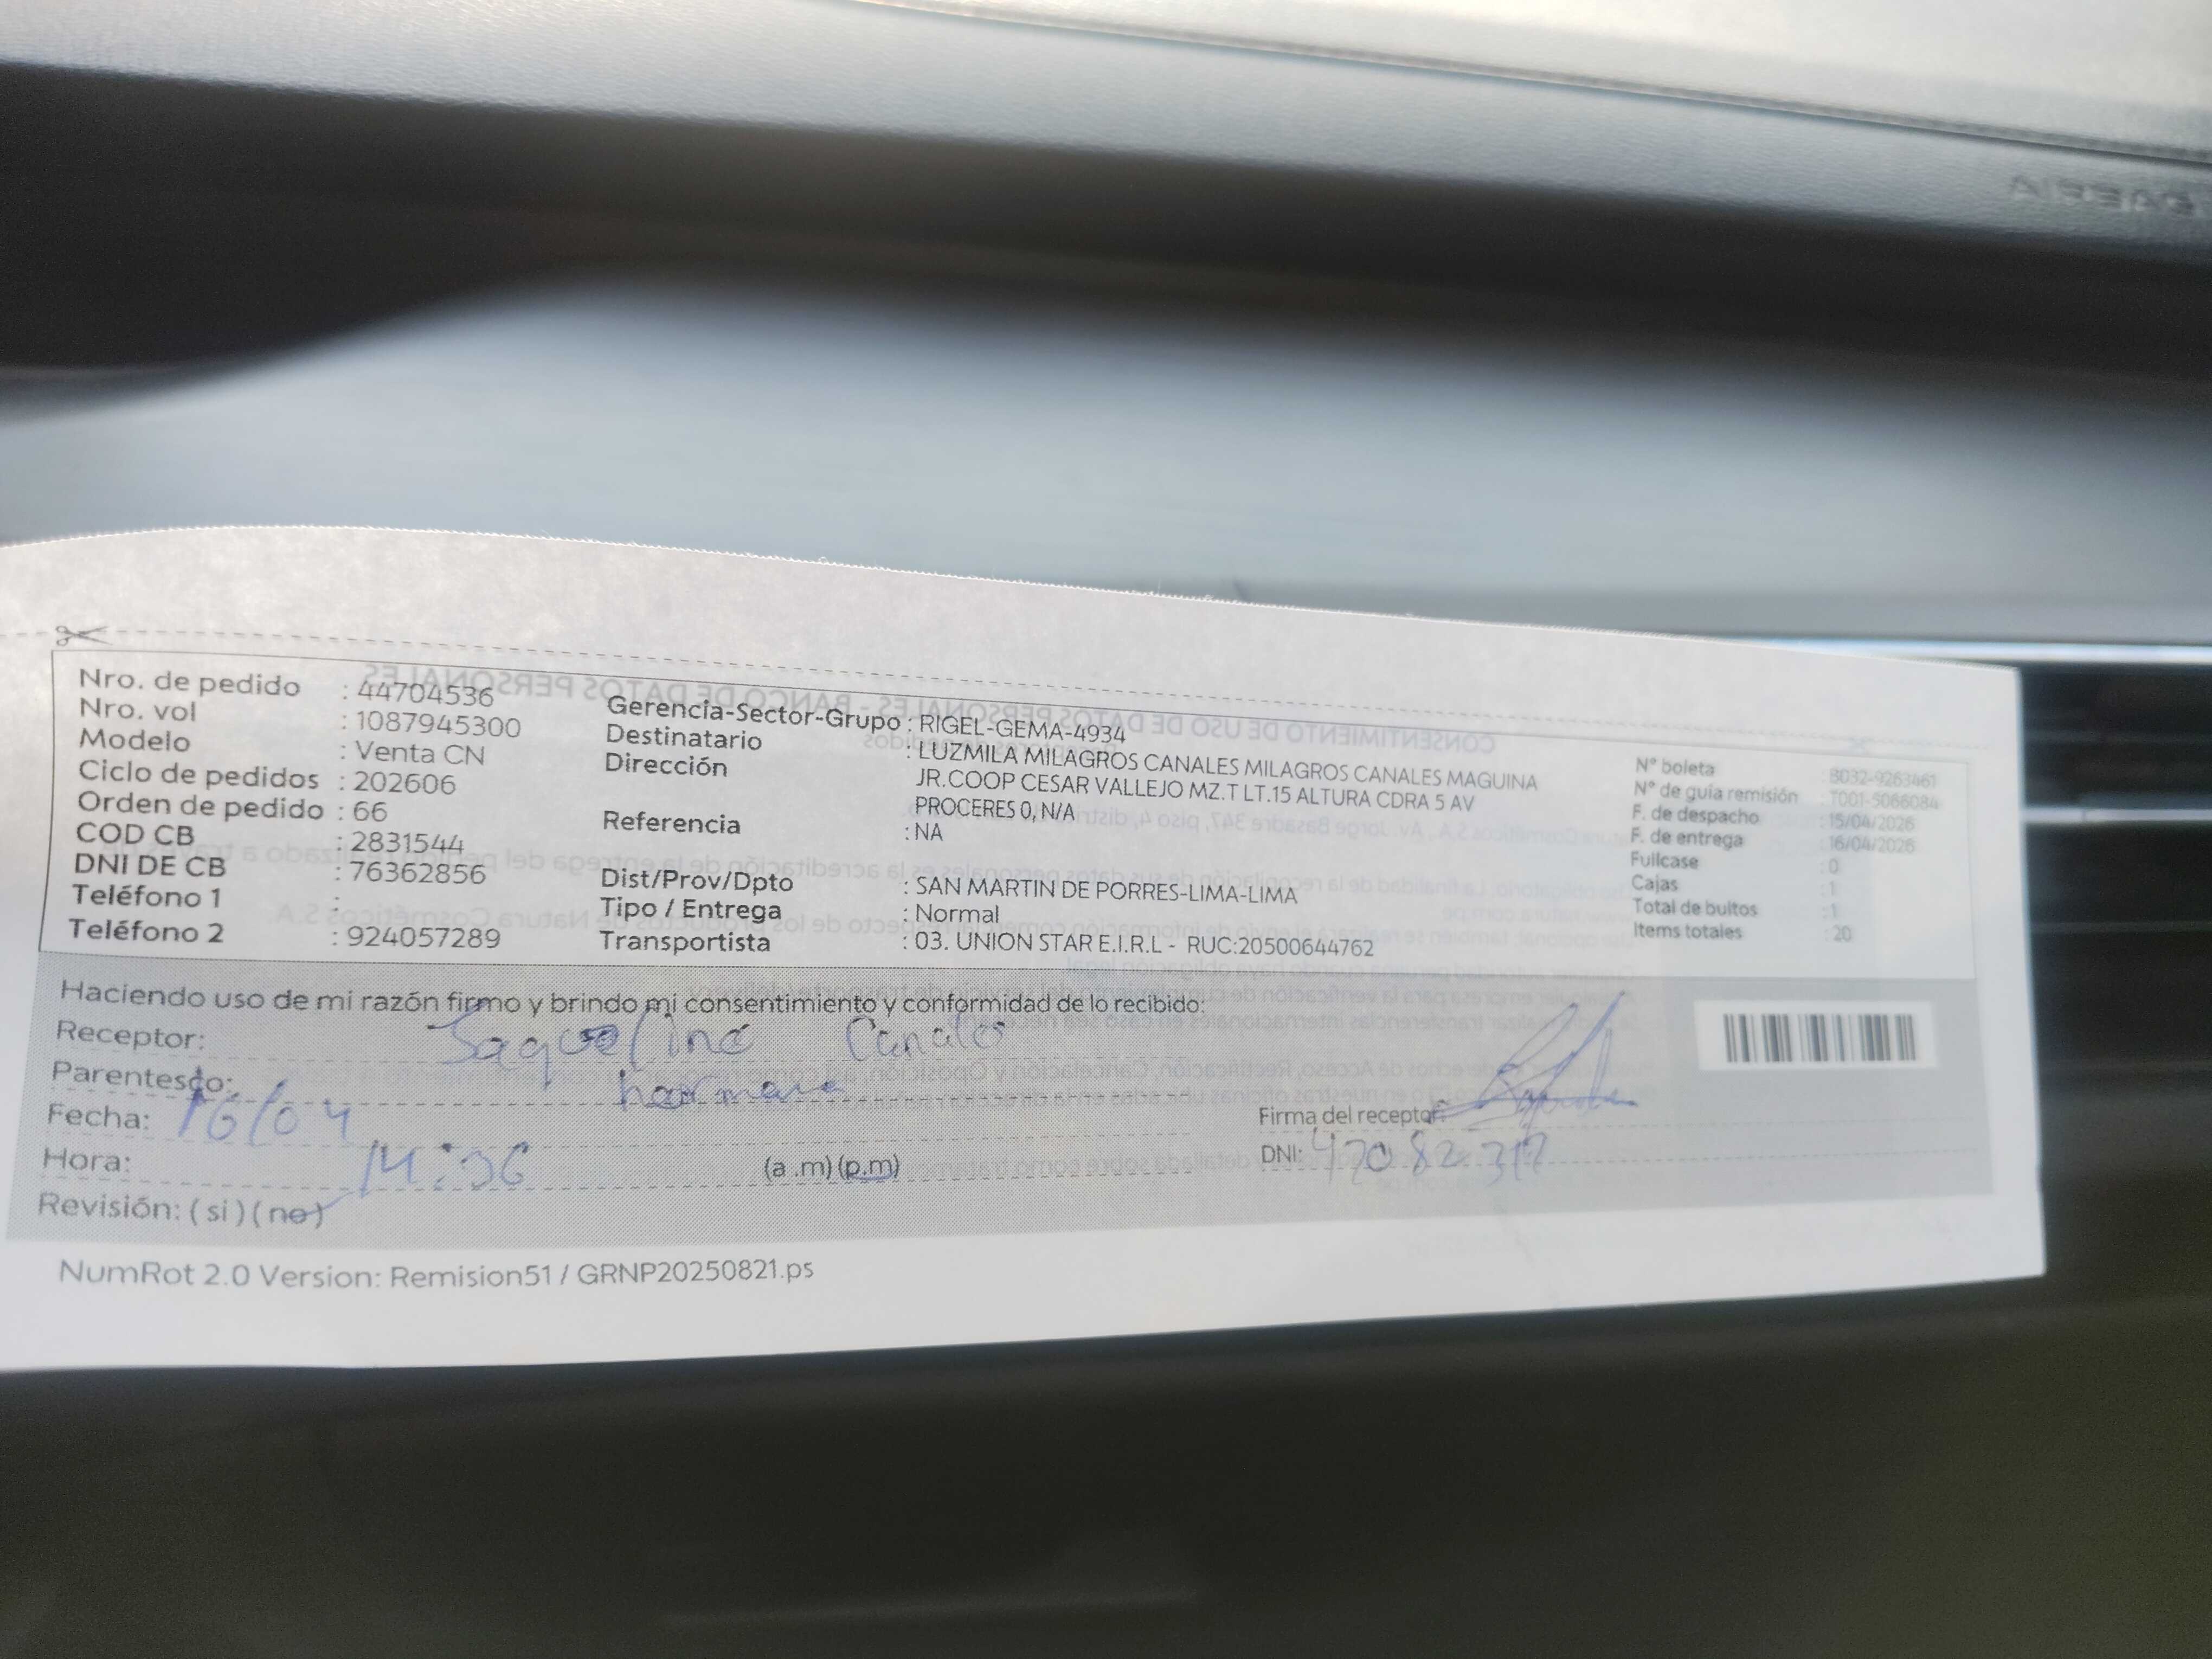 Nro. de pedido : 44704536
Nro. vol : 1087945300
Modelo : Venta CN
Ciclo de pedidos : 202606
Orden de pedido : 66
COD CB : 2831544
DNI DE CB : 76362856
Teléfono 1 :
Teléfono 2 : 924057289
Gerencia-Sector-Grupo : RIGEL-GEMA-4934
Destinatario : LUZMILA MILAGROS CANALES MILAGROS CANALES MAGUINA
Dirección JR.COOP CESAR VALLEJO MZ.T LT.15 ALTURA CDRA 5 AV
PROCERES 0, N/A
Referencia : NA
Dist/Prov/Dpto : SAN MARTIN DE PORRES-LIMA-LIMA
Tipo / Entrega : Normal
Transportista : 03. UNION STAR E.I.R.L - RUC:20500644762
N° boleta : B032-9263461
N° de guía remisión : T001-5066084
F. de despacho : 15/04/2026
F. de entrega : 16/04/2026
Fullcase : 0
Cajas : 1
Total de bultos : 1
Items totales : 20
Haciendo uso de mi razón firmo y brindo mi consentimiento y conformidad de lo recibido:
Receptor: Canales
Parentesco: hermana
Fecha: 16/04
Hora: 14:36 (a .m) (p.m)
Revisión: ( si ) ( no )
Firma del receptor:
DNI:
NumRot 2.0 Version: Remision51 / GRNP20250821.ps